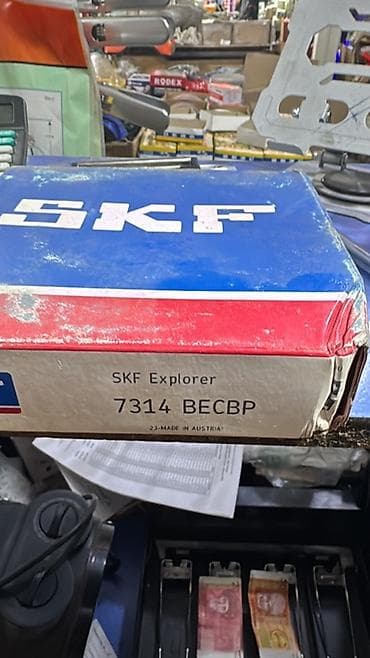 RODEX
SKF
SKF Explorer
7314 BECBP
23-MADE IN AUSTRIA